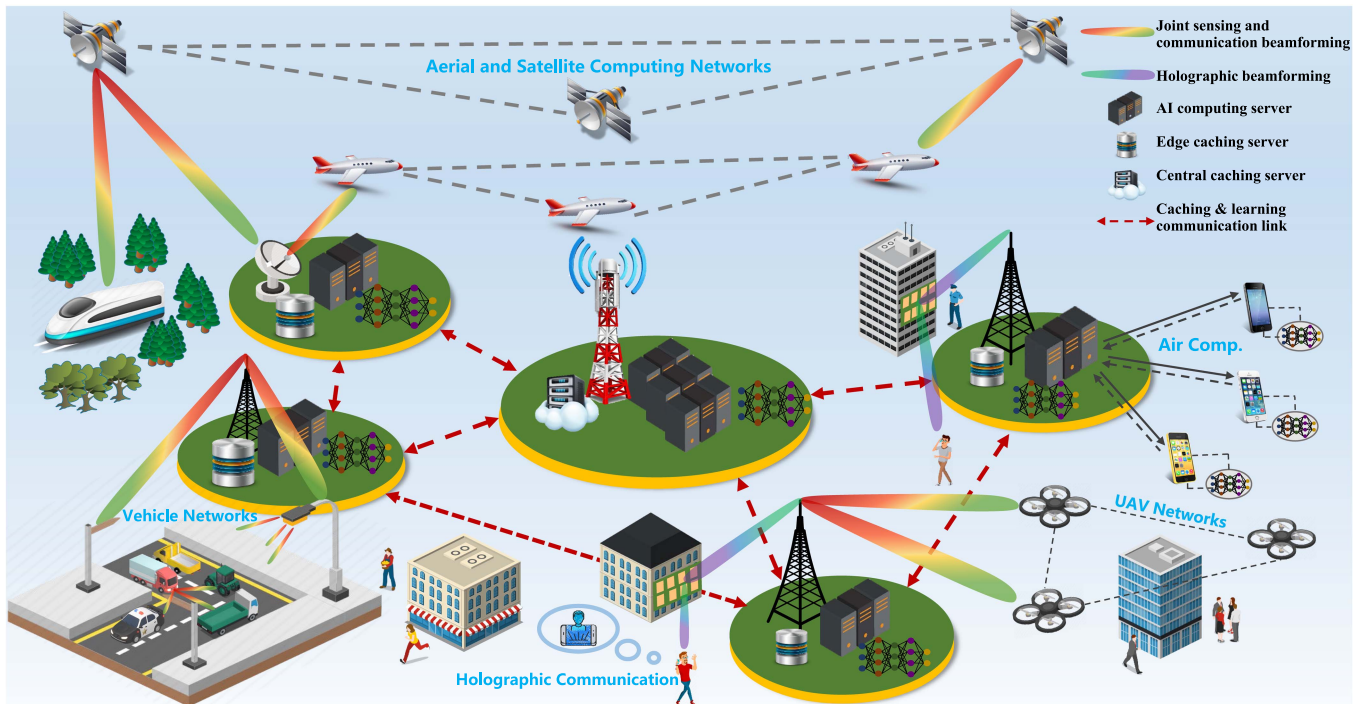 Aerial and Satellite Computing Networks
Joint sensing and
communication beamforming
Holographic beamforming
AI computing server
Edge caching server
Central caching server
Caching & learning
communication link
Air Comp.
Vehicle Networks
UAV Networks
Holographic Communication